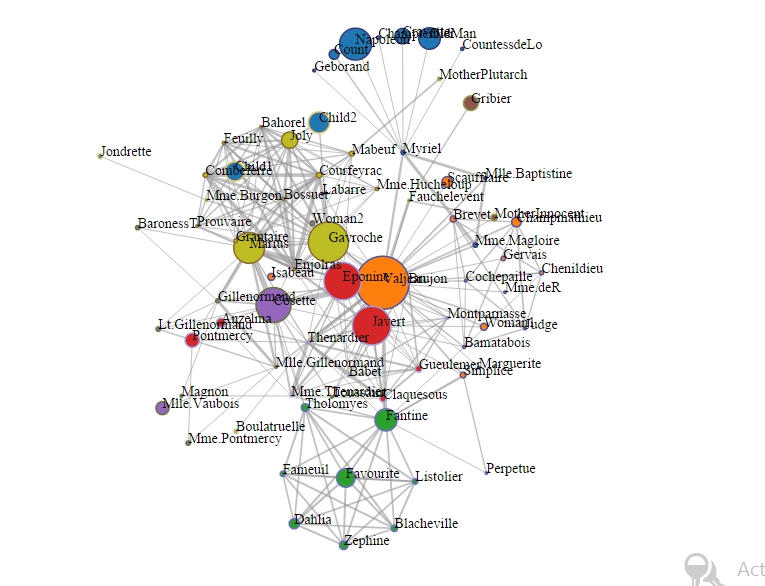 Napoleon
CountessdeLo
Count
Geborand
MotherPlutarch
Gribier
Child2
Bahorel
Joly
Feuilly
Jondrette
Mabeuf
Myriel
Child1
Combeferre
Courfeyrac
Mlle.Baptistine
Scaufflaire
Mme.Hucheloup
Labarre
Mme.Burgon
Bossuet
Fauchelevent
BaronessT
Prouvaire
Woman2
Brevet
MotherInnocent
Champmathieu
Grantaire
Marius
Gavroche
Mme.Magloire
Gervais
Enjolras
Isabeau
Eponine
Valjean
Brujon
Cochepaille
Chenildieu
Mme.deR
Gillenormand
Cosette
Anzelma
Lt.Gillenormand
Javert
Montparnasse
Woman1
Judge
Pontmercy
Thenardier
Bamatabois
Mlle.Gillenormand
Babet
Gueulemer
Marguerite
Simplice
Magnon
Mme.Thenardier
Toussaint
Claquesous
Mlle.Vaubois
Tholomyes
Fantine
Boulatruelle
Mme.Pontmercy
Fameuil
Favourite
Listolier
Perpetue
Dahlia
Blacheville
Zephine
Act